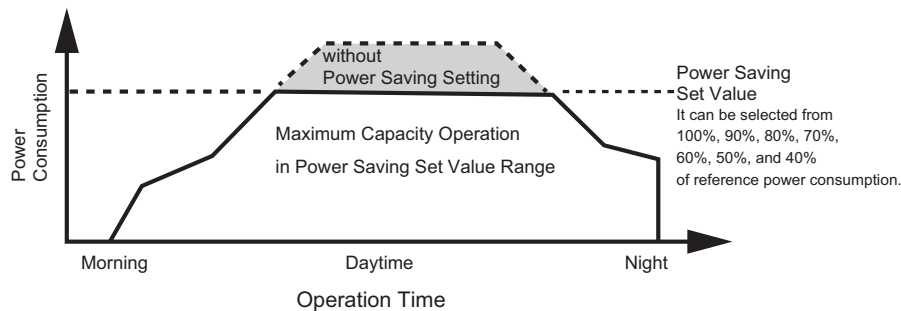 without
Power Saving Setting
Power Saving
Set Value
It can be selected from
100%, 90%, 80%, 70%,
60%, 50%, and 40%
of reference power consumption.
Power
Consumption
Maximum Capacity Operation
in Power Saving Set Value Range
Morning
Daytime
Night
Operation Time